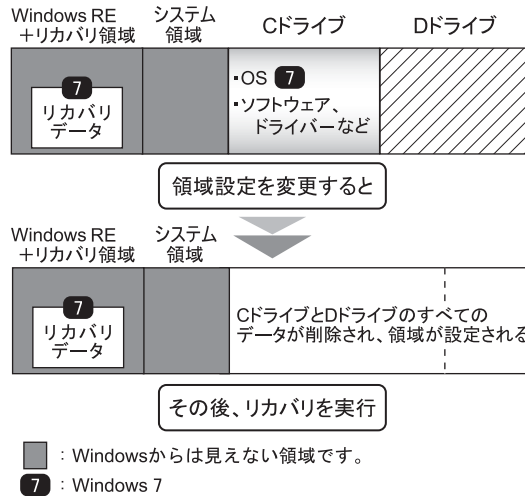 Windows RE
+リカバリ領域
システム
領域
Cドライブ
Dドライブ
7
リカバリ
データ
・OS 7
・ソフトウェア、
ドライバーなど
領域設定を変更すると
Windows RE
+リカバリ領域
システム
領域
7
リカバリ
データ
CドライブとDドライブのすべての
データが削除され、領域が設定される
その後、リカバリを実行
：Windowsからは見えない領域です。
7：Windows 7